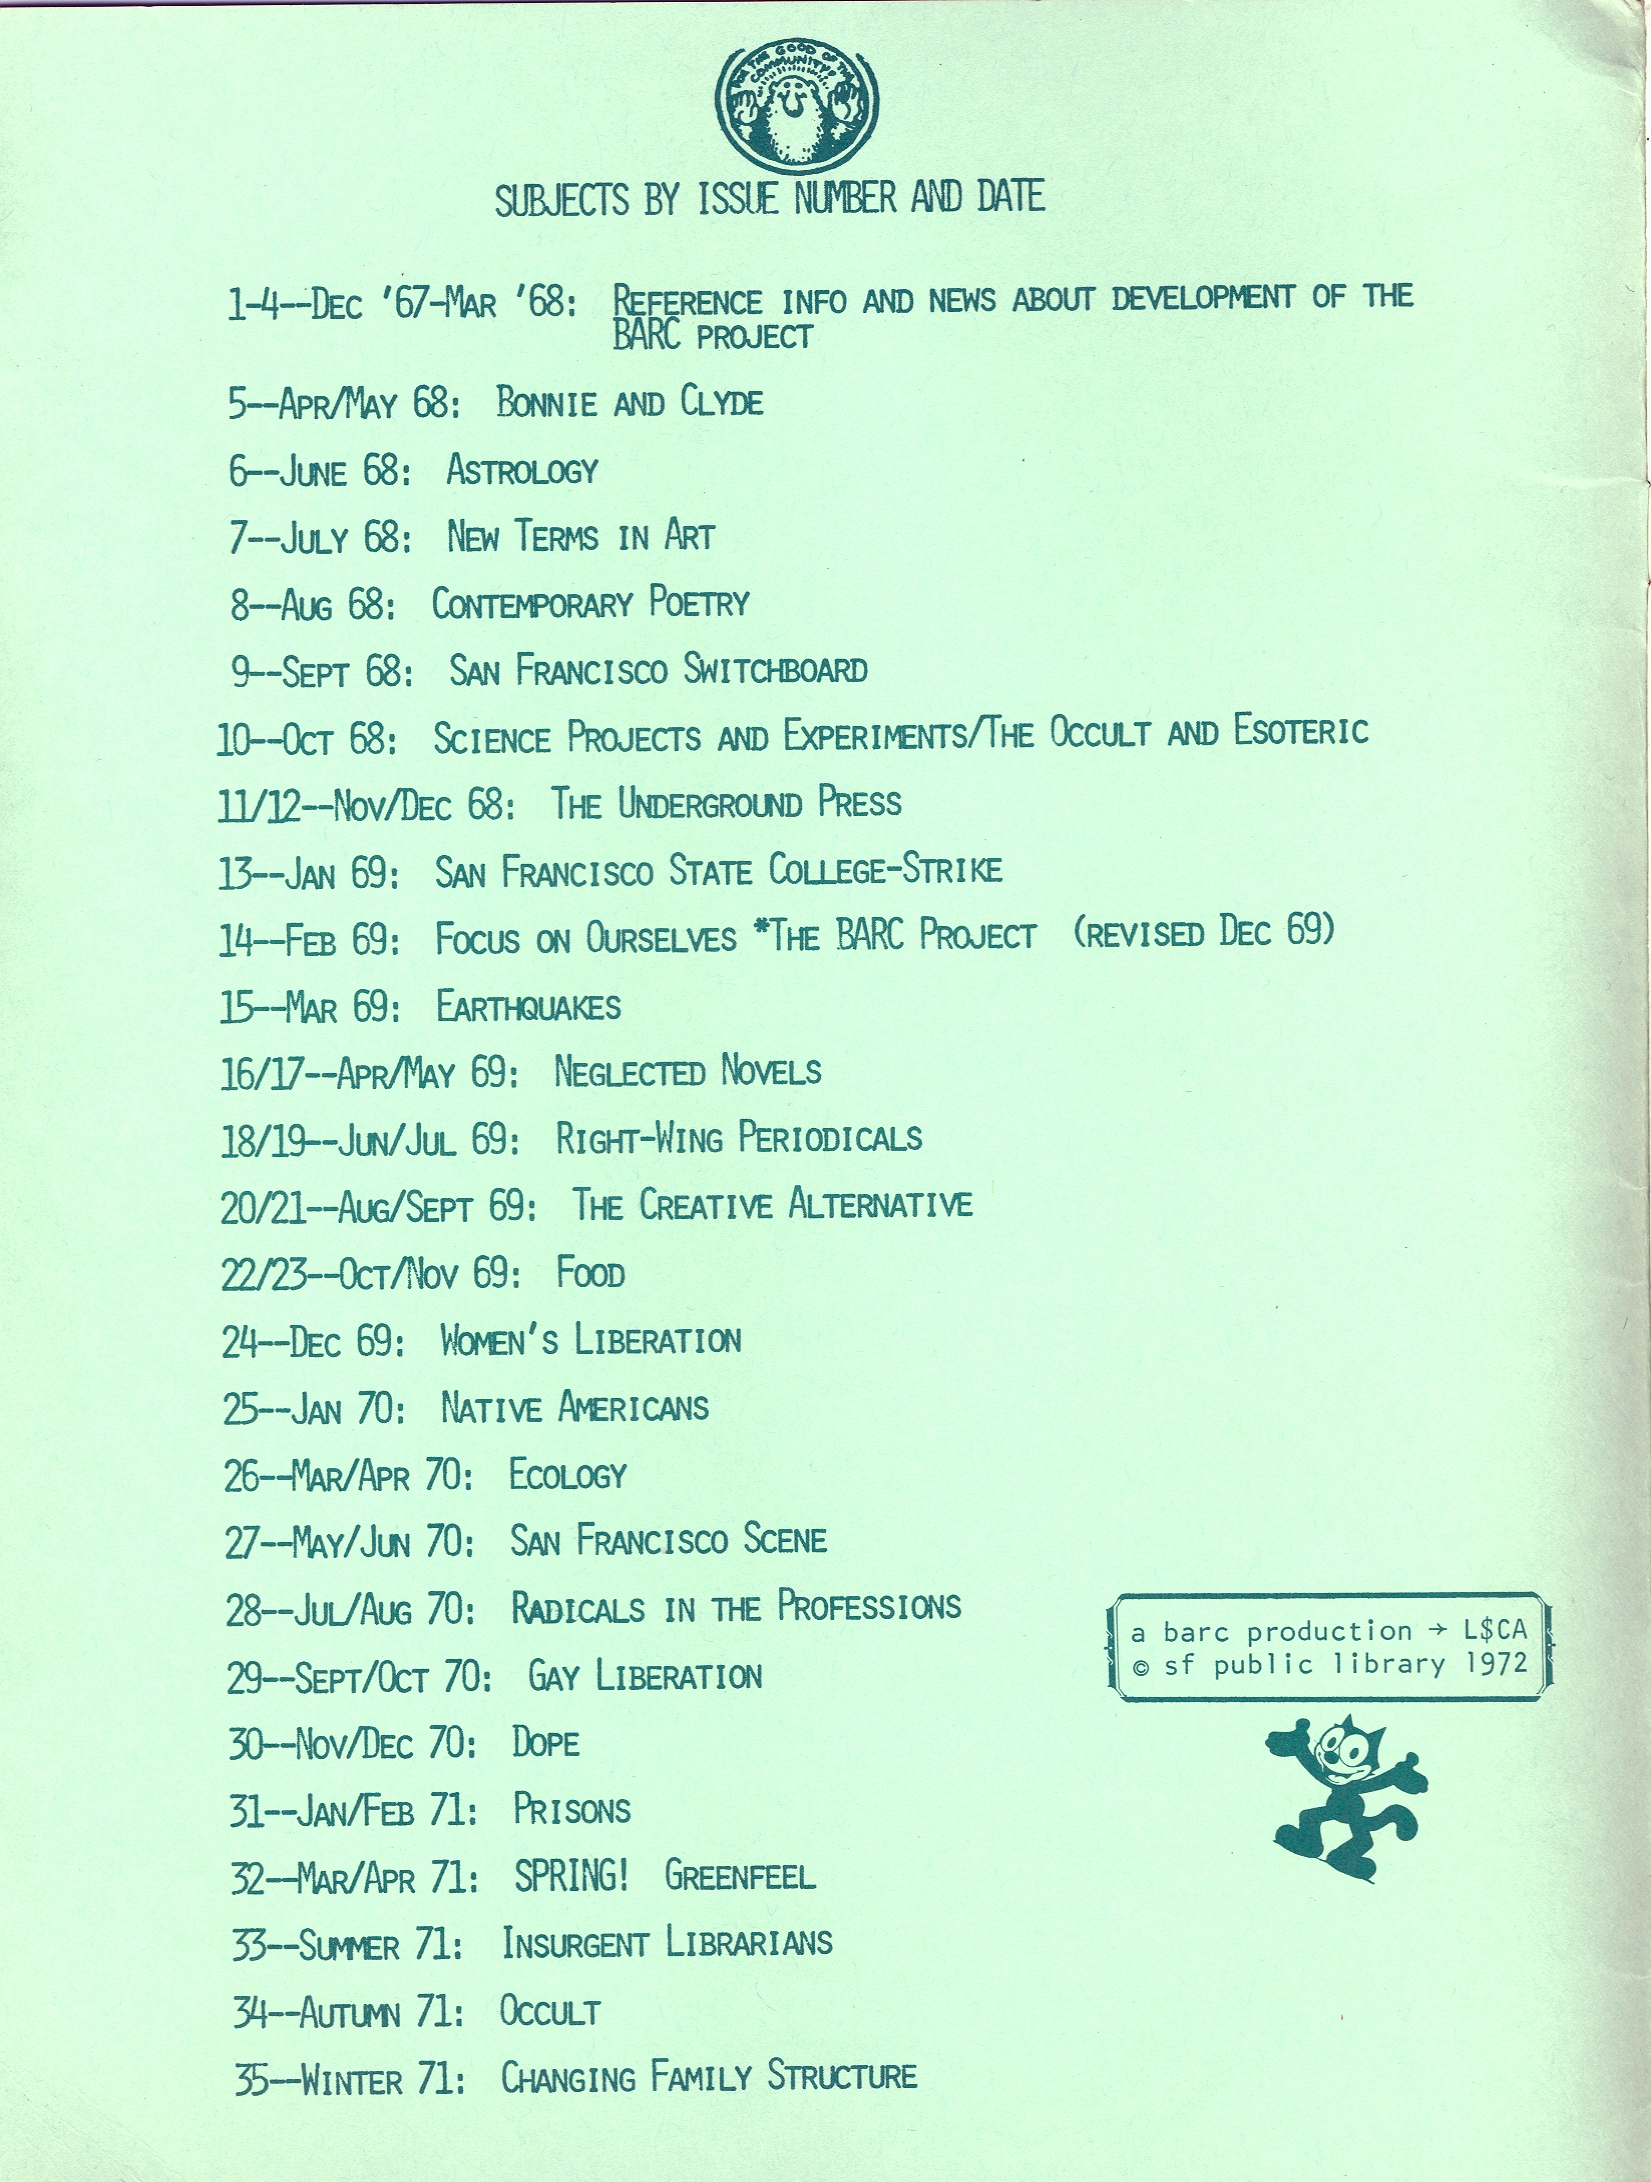 FOR THE GOOD OF THE
COMMUNITY!
SUBJECTS BY ISSUE NUMBER AND DATE
1-4--DEC '67-MAR '68: REFERENCE INFO AND NEWS ABOUT DEVELOPMENT OF THE
BARC PROJECT
5--APR/MAY 68: BONNIE AND CLYDE
6--JUNE 68: ASTROLOGY
7--JULY 68: NEW TERMS IN ART
8--AUG 68: CONTEMPORARY POETRY
9--SEPT 68: SAN FRANCISCO SWITCHBOARD
10--OCT 68: SCIENCE PROJECTS AND EXPERIMENTS/THE OCCULT AND ESOTERIC
11/12--NOV/DEC 68: THE UNDERGROUND PRESS
13--JAN 69: SAN FRANCISCO STATE COLLEGE-STRIKE
14--FEB 69: FOCUS ON OURSELVES *THE BARC PROJECT (REVISED DEC 69)
15--MAR 69: EARTHQUAKES
16/17--APR/MAY 69: NEGLECTED NOVELS
18/19--JUN/JUL 69: RIGHT-WING PERIODICALS
20/21--AUG/SEPT 69: THE CREATIVE ALTERNATIVE
22/23--OCT/NOV 69: FOOD
24--DEC 69: WOMEN'S LIBERATION
25--JAN 70: NATIVE AMERICANS
26--MAR/APR 70: ECOLOGY
27--MAY/JUN 70: SAN FRANCISCO SCENE
28--JUL/AUG 70: RADICALS IN THE PROFESSIONS
29--SEPT/OCT 70: GAY LIBERATION
30--NOV/DEC 70: DOPE
31--JAN/FEB 71: PRISONS
32--MAR/APR 71: SPRING! GREENFEEL
33--SUMMER 71: INSURGENT LIBRARIANS
34--AUTUMN 71: OCCULT
35--WINTER 71: CHANGING FAMILY STRUCTURE
a barc production → L$CA
© sf public library 1972